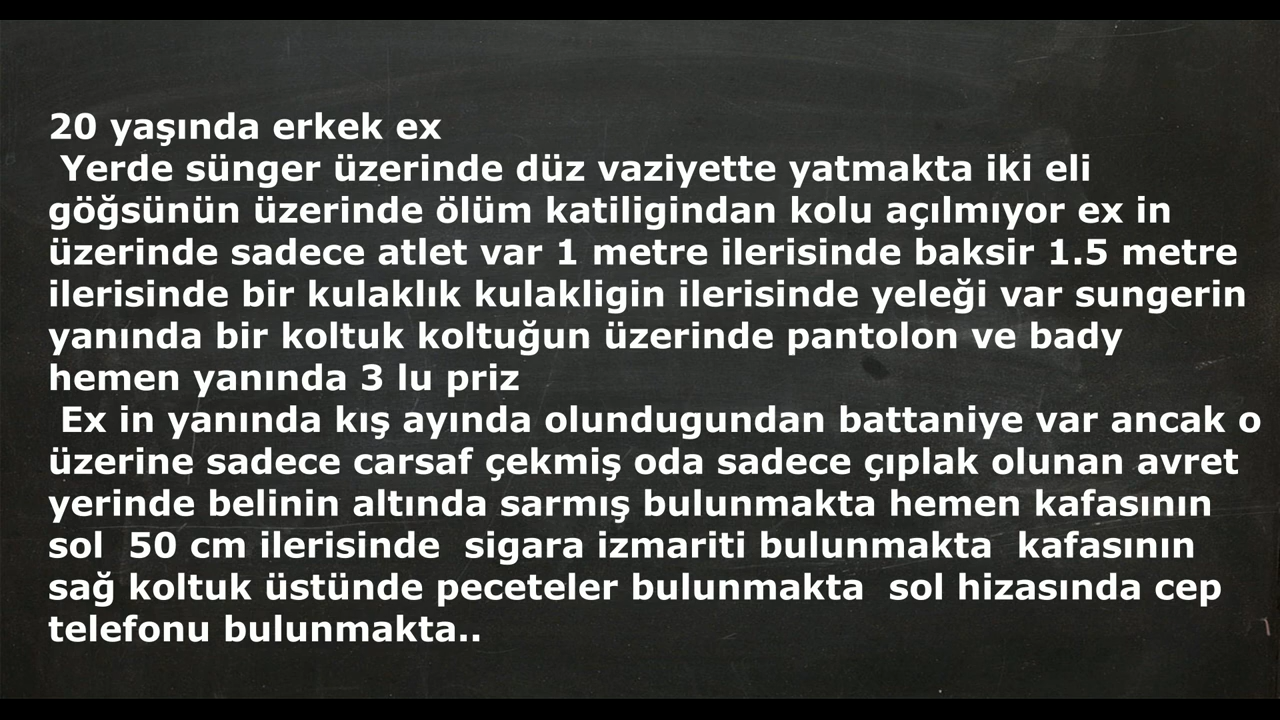 20 yaşında erkek ex
Yerde sünger üzerinde düz vaziyette yatmakta iki eli
göğsünün üzerinde ölüm katiligindan kolu açılmıyor ex in
üzerinde sadece atlet var 1 metre ilerisinde baksir 1.5 metre
ilerisinde bir kulaklık kulakligin ilerisinde yeleği var sungerin
yanında bir koltuk koltuğun üzerinde pantolon ve bady
hemen yanında 3 lu priz
Ex in yanında kış ayında olundugundan battaniye var ancak o
üzerine sadece carsaf çekmiş oda sadece çıplak olunan avret
yerinde belinin altında sarmış bulunmakta hemen kafasının
sol  50 cm ilerisinde  sigara izmariti bulunmakta  kafasının
sağ koltuk üstünde peceteler bulunmakta  sol hizasında cep
telefonu bulunmakta..